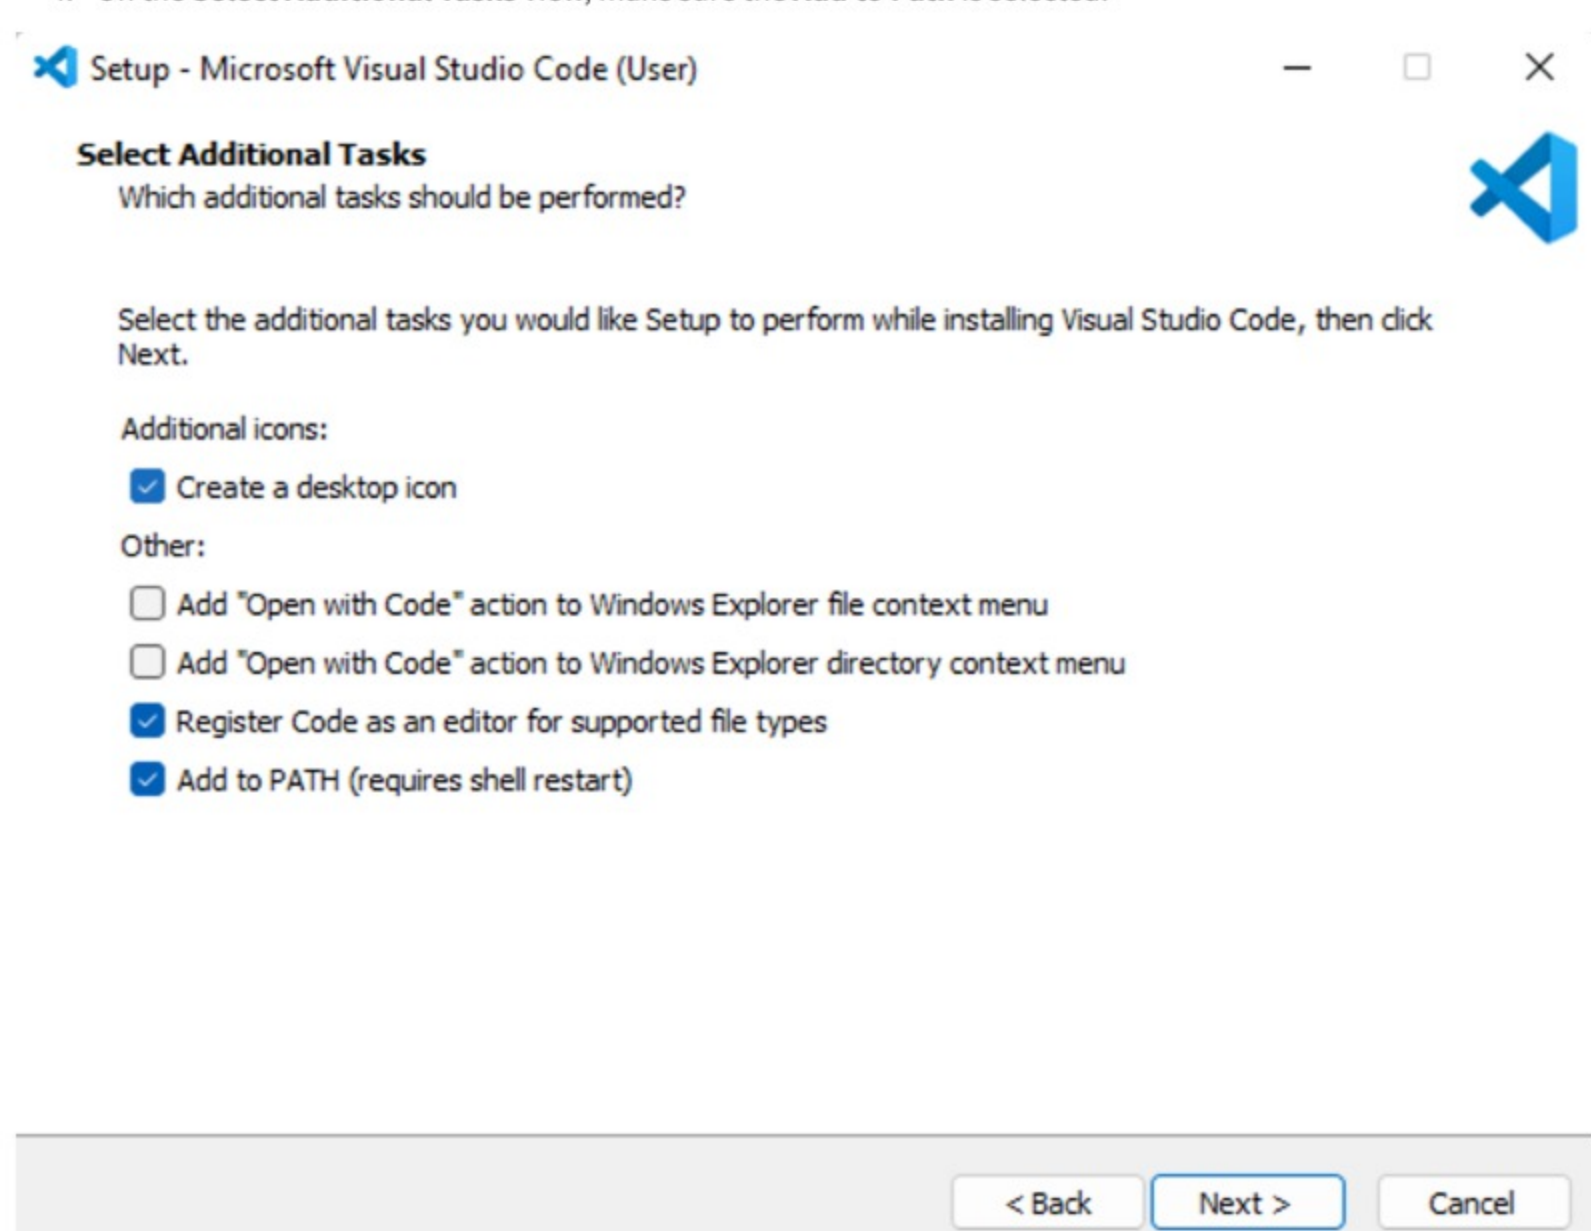 Setup - Microsoft Visual Studio Code (User)
Select Additional Tasks
Which additional tasks should be performed?
Select the additional tasks you would like Setup to perform while installing Visual Studio Code, then click
Next.
Additional icons:
Create a desktop icon
Other:
Add "Open with Code" action to Windows Explorer file context menu
Add "Open with Code" action to Windows Explorer directory context menu
Register Code as an editor for supported file types
Add to PATH (requires shell restart)
< Back
Next >
Cancel